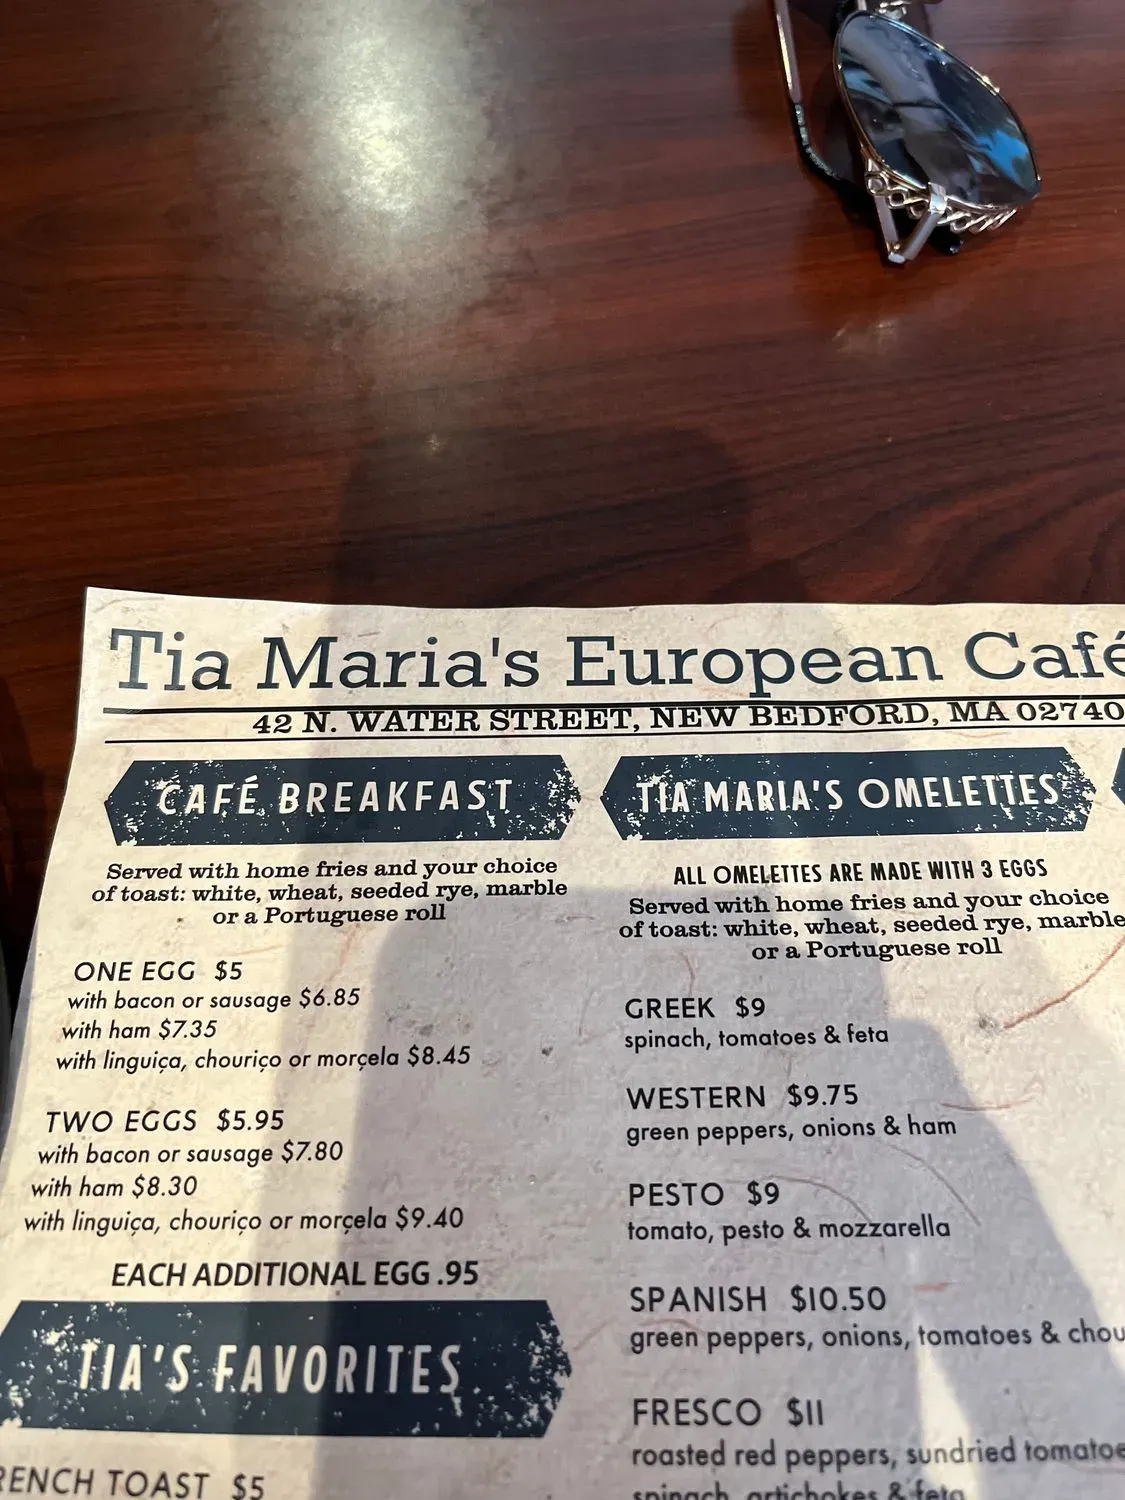 Tia Maria's European Café
42 N. WATER STREET, NEW BEDFORD, MA 02740
CAFÉ BREAKFAST
Served with home fries and your choice
of toast: white, wheat, seeded rye, marble
or a Portuguese roll
ONE EGG $5
with bacon or sausage $6.85
with ham $7.35
with linguiça, chouriço or morçela $8.45
TWO EGGS $5.95
with bacon or sausage $7.80
with ham $8.30
with linguiça, chouriço or morçela $9.40
EACH ADDITIONAL EGG .95
TIA'S FAVORITES
TOAST $5
TIA MARIA'S OMELETTES
ALL OMELETTES ARE MADE WITH 3 EGGS
Served with home fries and your choice
of toast: white, wheat, seeded rye, marble
or a Portuguese roll
GREEK $9
spinach, tomatoes & feta
WESTERN $9.75
green peppers, onions & ham
PESTO $9
tomato, pesto & mozzarella
SPANISH $10.50
green peppers, onions, tomatoes &
FRESCO $11
roasted red peppers, sundried
spinach, artichokes & feta